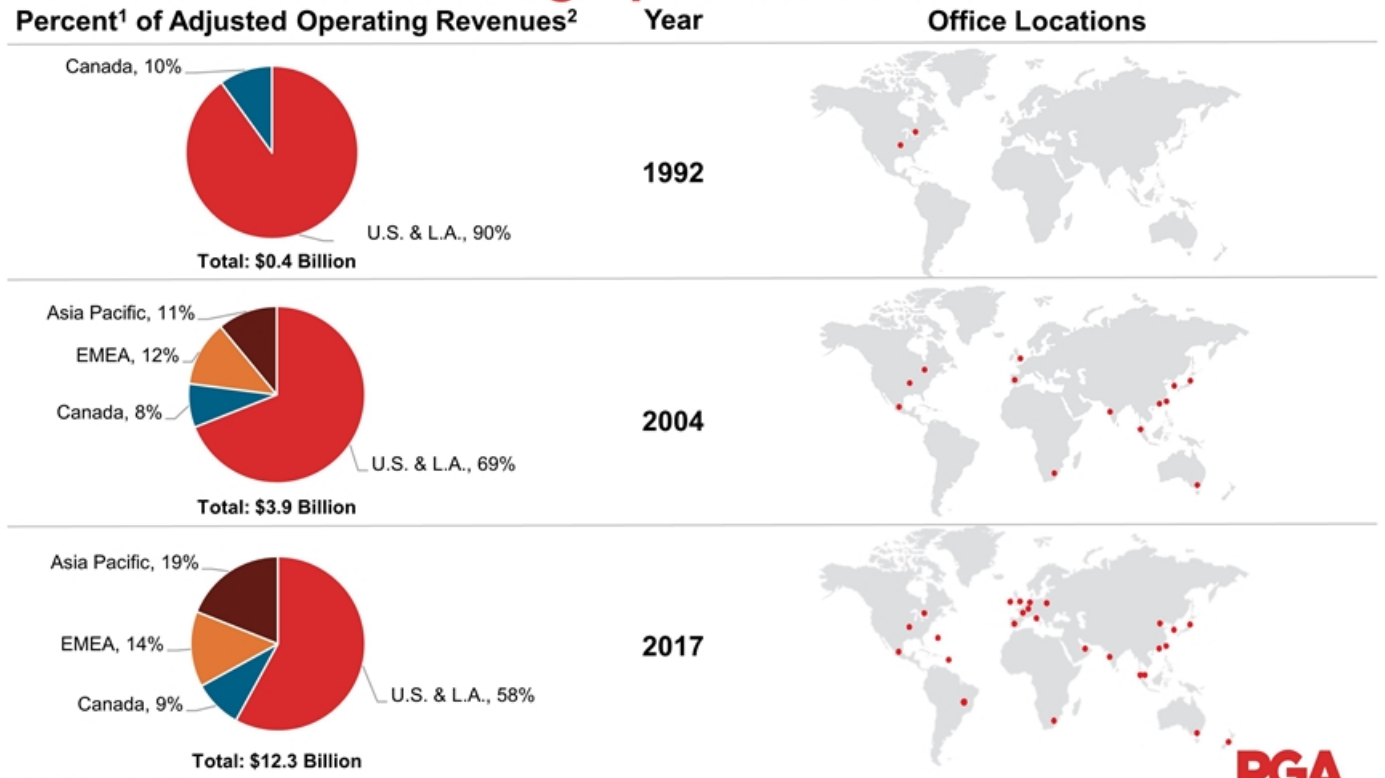 Percent¹ of Adjusted Operating Revenues² Year Office Locations
Canada, 10%
U.S. & L.A., 90%
Total: $0.4 Billion
1992
Asia Pacific, 11%
EMEA, 12%
Canada, 8%
U.S. & L.A., 69%
Total: $3.9 Billion
2004
Asia Pacific, 19%
EMEA, 14%
Canada, 9%
U.S. & L.A., 58%
Total: $12.3 Billion
2017
RGA